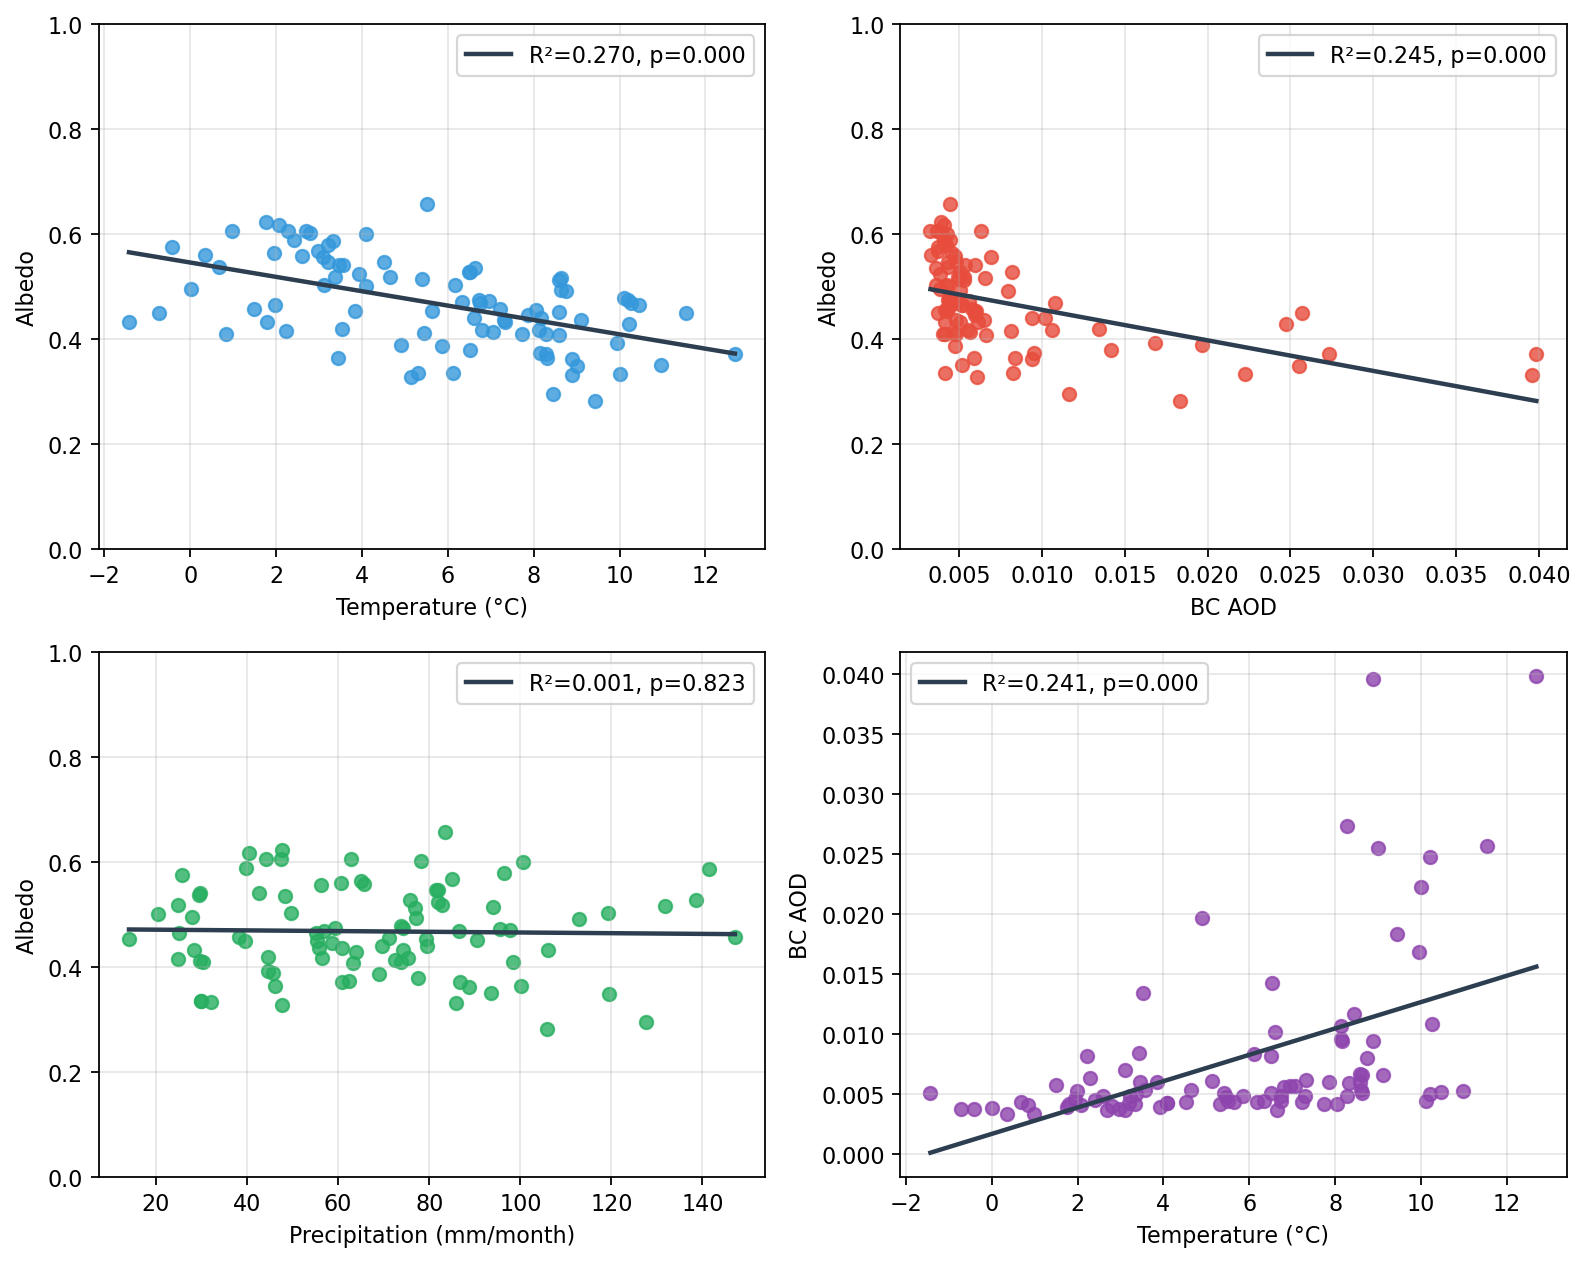 1.0
0.8
0.6
0.4
0.2
0.0
Albedo
R²=0.270, p=0.000
−2 0 2 4 6 8 10 12
Temperature (°C)
1.0
0.8
0.6
0.4
0.2
0.0
Albedo
R²=0.245, p=0.000
0.005 0.010 0.015 0.020 0.025 0.030 0.035 0.040
BC AOD
1.0
0.8
0.6
0.4
0.2
0.0
Albedo
R²=0.001, p=0.823
20 40 60 80 100 120 140
Precipitation (mm/month)
0.040
0.035
0.030
0.025
0.020
0.015
0.010
0.005
0.000
BC AOD
R²=0.241, p=0.000
−2 0 2 4 6 8 10 12
Temperature (°C)